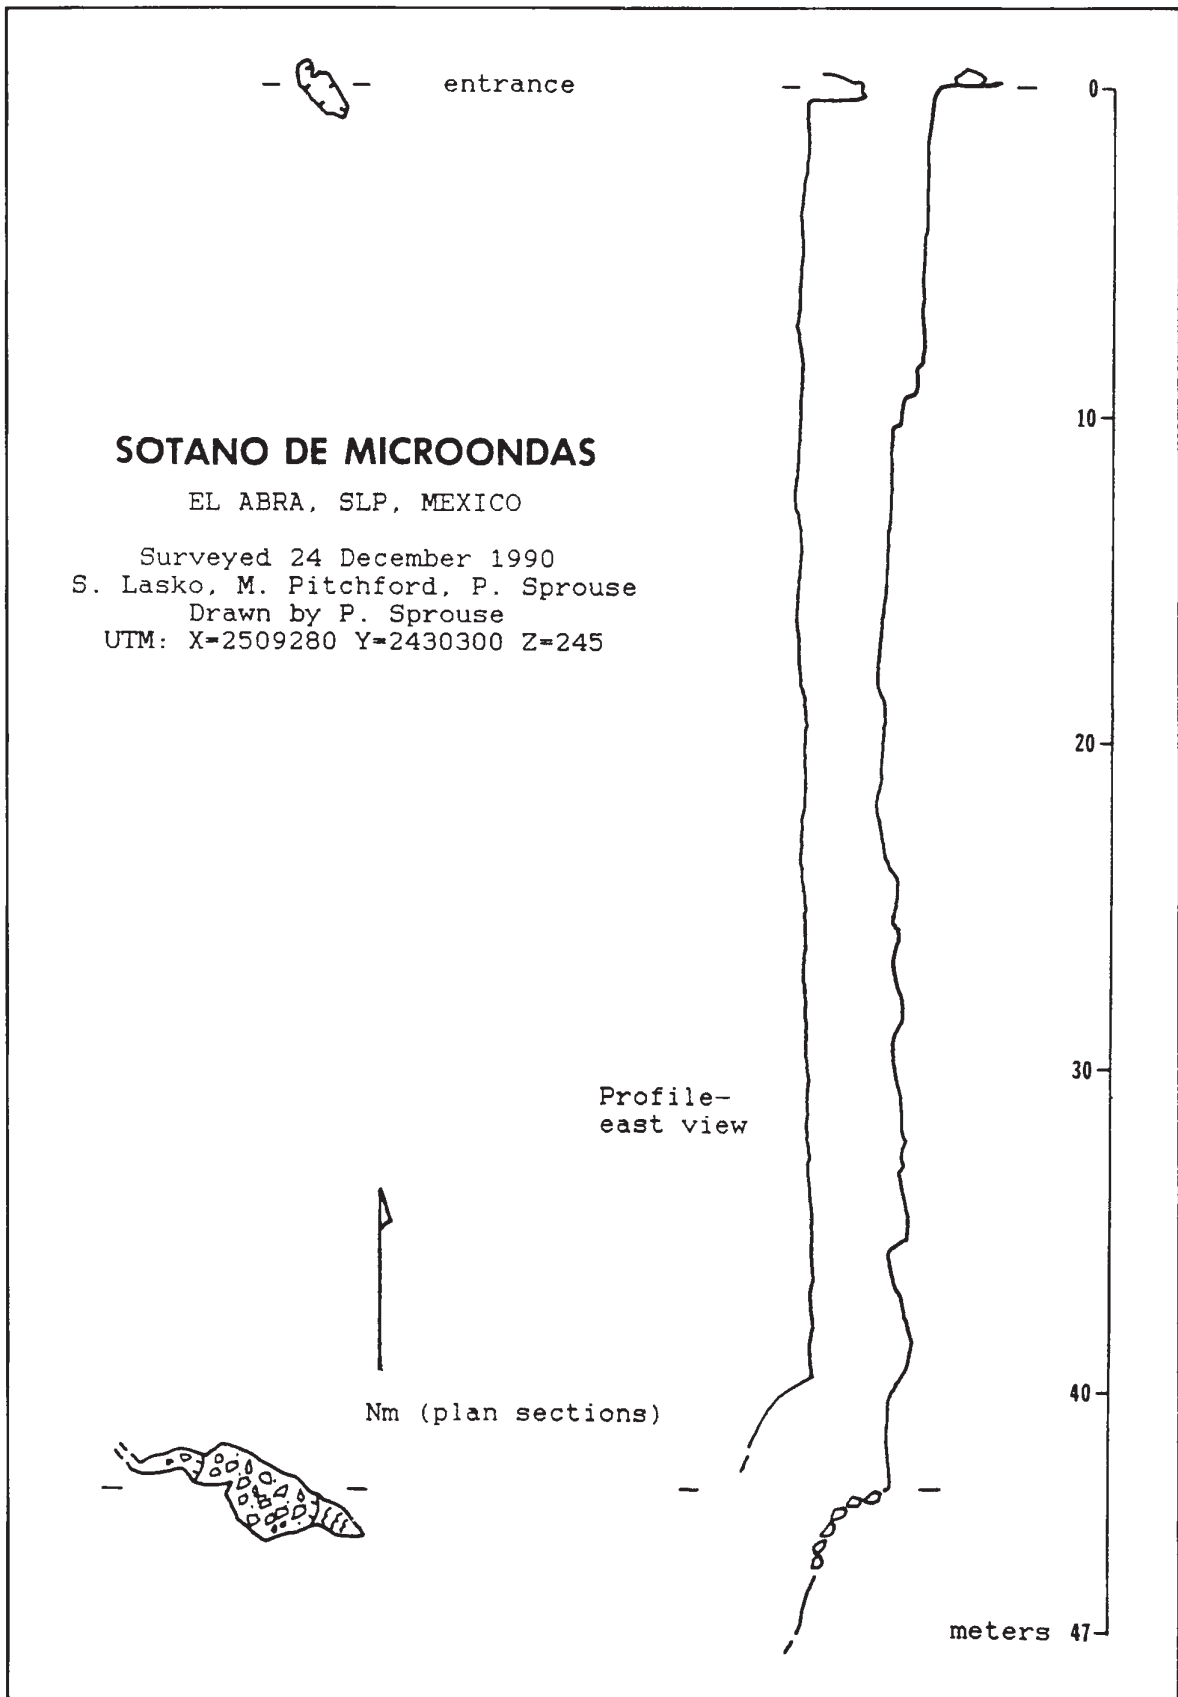 entrance
0
10
SOTANO DE MICROONDAS
EL ABRA, SLP, MEXICO
Surveyed 24 December 1990
S. Lasko, M. Pitchford, P. Sprouse
Drawn by P. Sprouse
UTM: X=2509280 Y=2430300 Z=245
20
30
Profile-
east view
40
Nm (plan sections)
meters 47